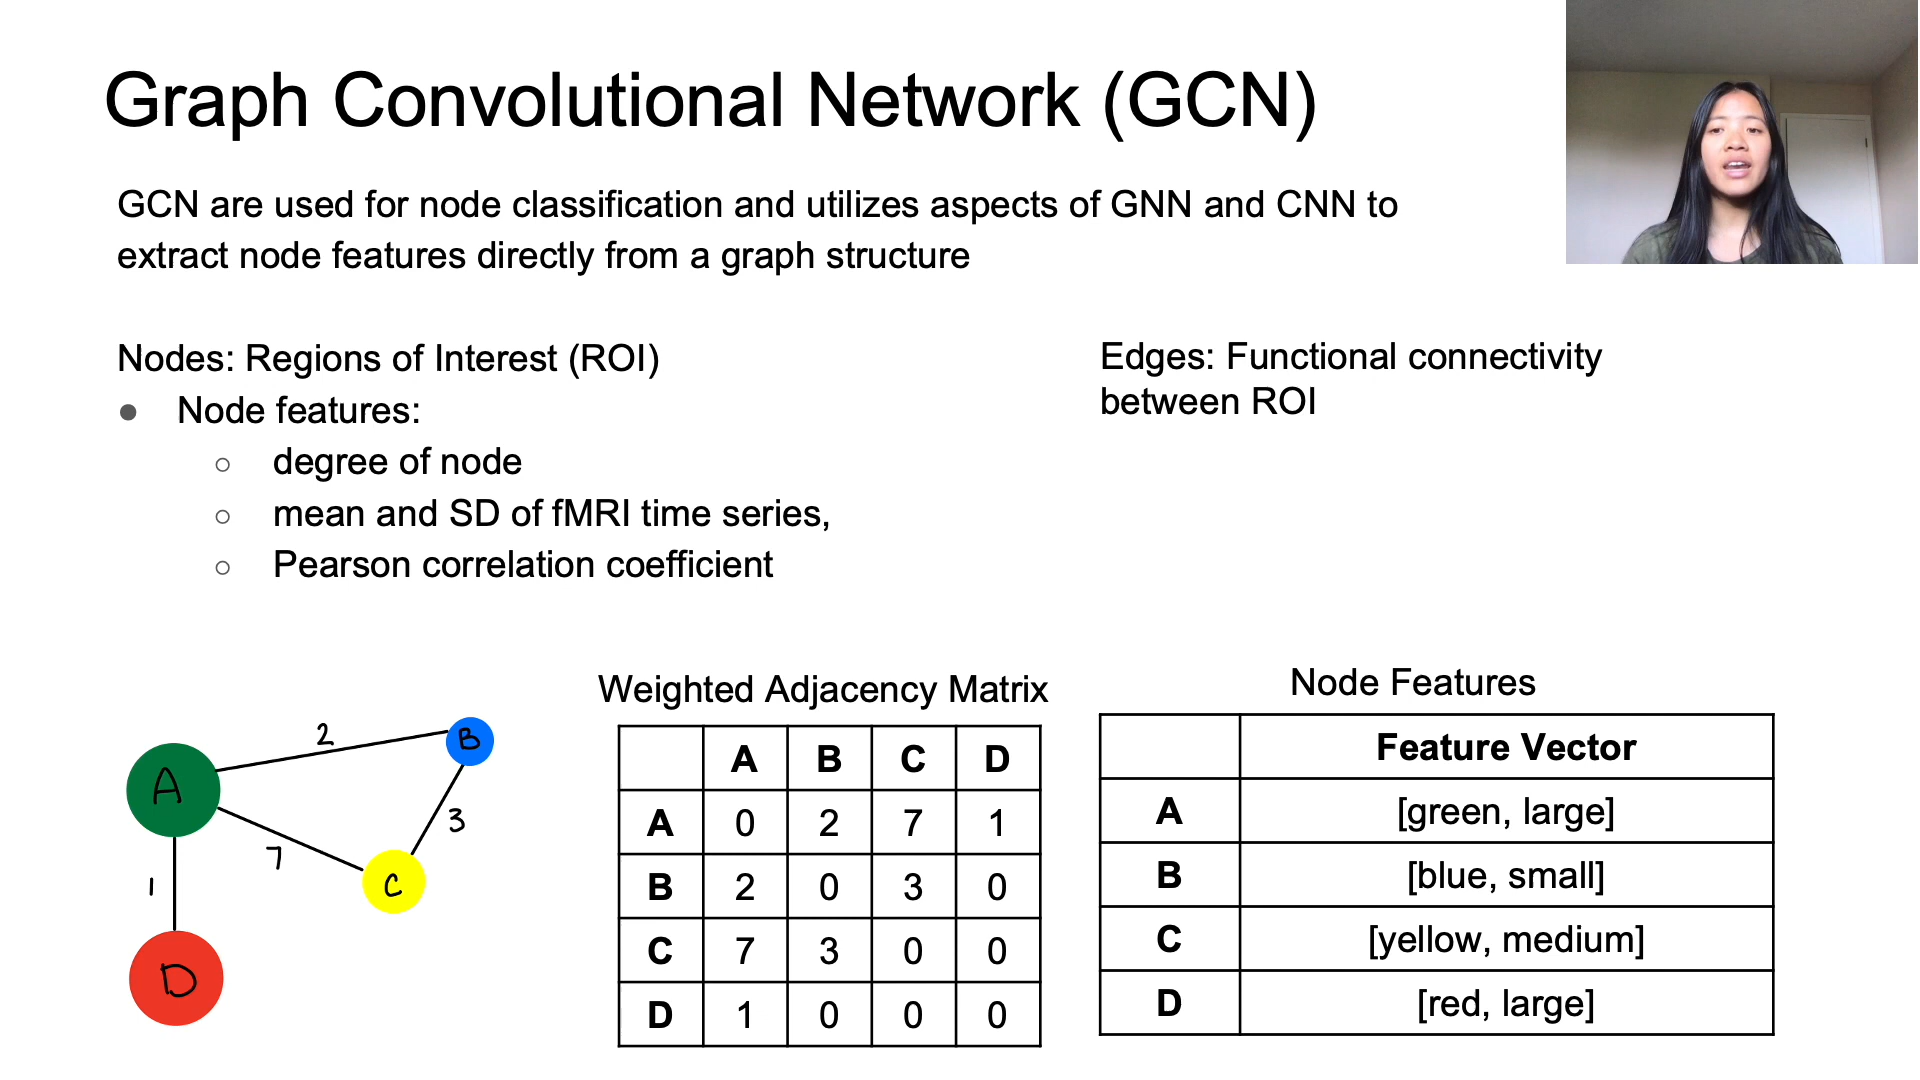 Graph Convolutional Network (GCN)
GCN are used for node classification and utilizes aspects of GNN and CNN to
extract node features directly from a graph structure
Nodes: Regions of Interest (ROI)
● Node features:
○ degree of node
○ mean and SD of fMRI time series,
○ Pearson correlation coefficient
Edges: Functional connectivity
between ROI
A
B
C
D
2
3
7
1
Weighted Adjacency Matrix
A B C D
A 0 2 7 1
B 2 0 3 0
C 7 3 0 0
D 1 0 0 0
Node Features
Feature Vector
A [green, large]
B [blue, small]
C [yellow, medium]
D [red, large]